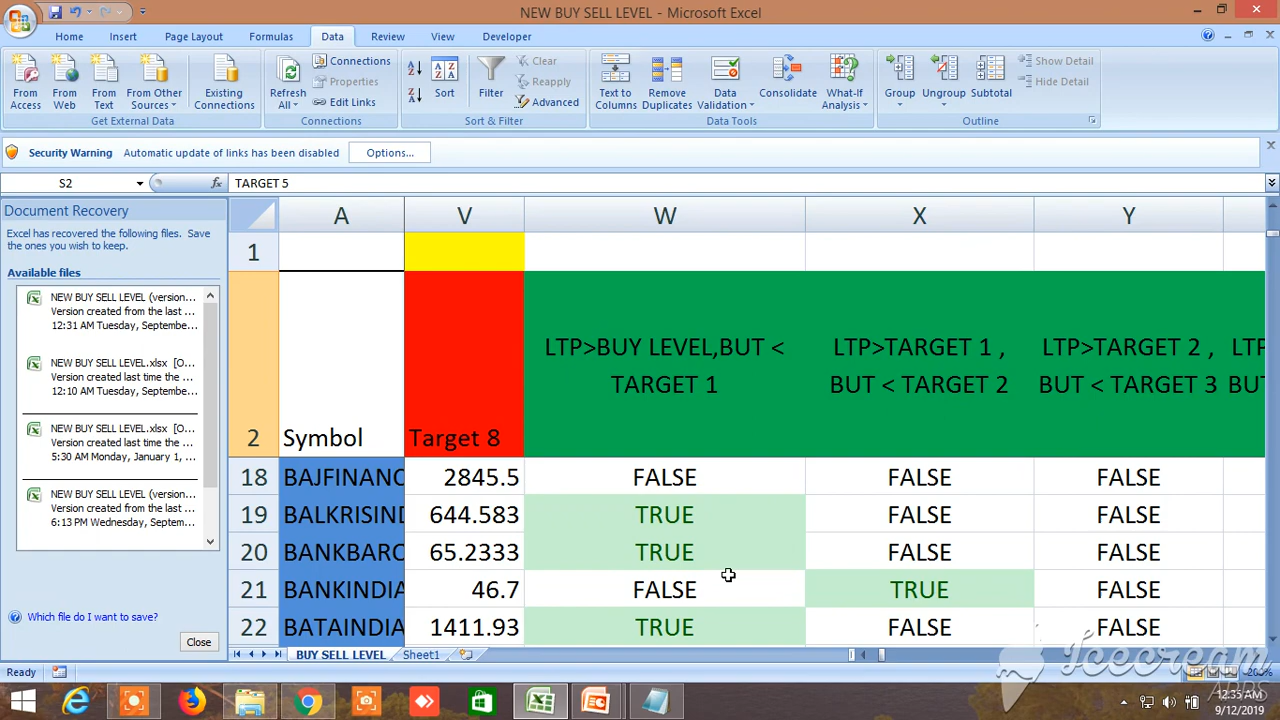 NEW BUY SELL LEVEL - Microsoft Excel
Home Insert Page Layout Formulas Data Review View Developer
From Access
From Web
From Text
From Other Sources
Existing Connections
Get External Data
Refresh All
Connections
Properties
Edit Links
Connections
Sort
Filter
Clear
Reapply
Advanced
Sort & Filter
Text to Columns
Remove Duplicates
Data Validation
Consolidate
What-If Analysis
Data Tools
Group
Ungroup
Subtotal
Show Detail
Hide Detail
Outline
Security Warning Automatic update of links has been disabled Options...
S2 fx TARGET 5
Document Recovery
Excel has recovered the following files. Save
the ones you wish to keep.
Available files
NEW BUY SELL LEVEL (version...
Version created from the last ...
12:31 AM Tuesday, Septembe...
NEW BUY SELL LEVEL.xlsx [O...
Version created last time the ...
12:10 AM Tuesday, Septembe...
NEW BUY SELL LEVEL.xlsx [O...
Version created last time the ...
5:30 AM Monday, January 1, ...
NEW BUY SELL LEVEL (version...
Version created from the last ...
6:13 PM Wednesday, Septem...
Which file do I want to save?
Close
A V W X Y
1
2 Symbol Target 8
LTP>BUY LEVEL,BUT <
TARGET 1
LTP>TARGET 1 ,
BUT < TARGET 2
LTP>TARGET 2 ,
BUT < TARGET 3
18 BAJFINANC 2845.5 FALSE FALSE FALSE
19 BALKRISIND 644.583 TRUE FALSE FALSE
20 BANKBARO 65.2333 TRUE FALSE FALSE
21 BANKINDIA 46.7 FALSE TRUE FALSE
22 BATAINDIA 1411.93 TRUE FALSE FALSE
BUY SELL LEVEL Sheet1
Ready 200%
Icecream
APPS
12:35 AM
9/12/2019